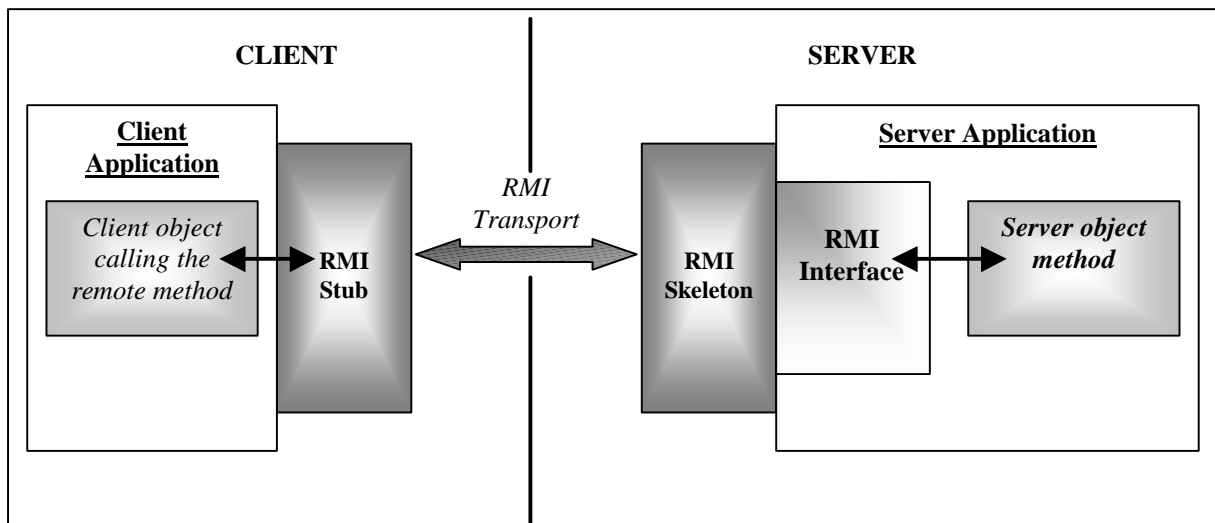 CLIENT
SERVER
Client
Application
Client object
calling the
remote method
RMI
Stub
RMI
Transport
RMI
Skeleton
Server Application
RMI
Interface
Server object
method